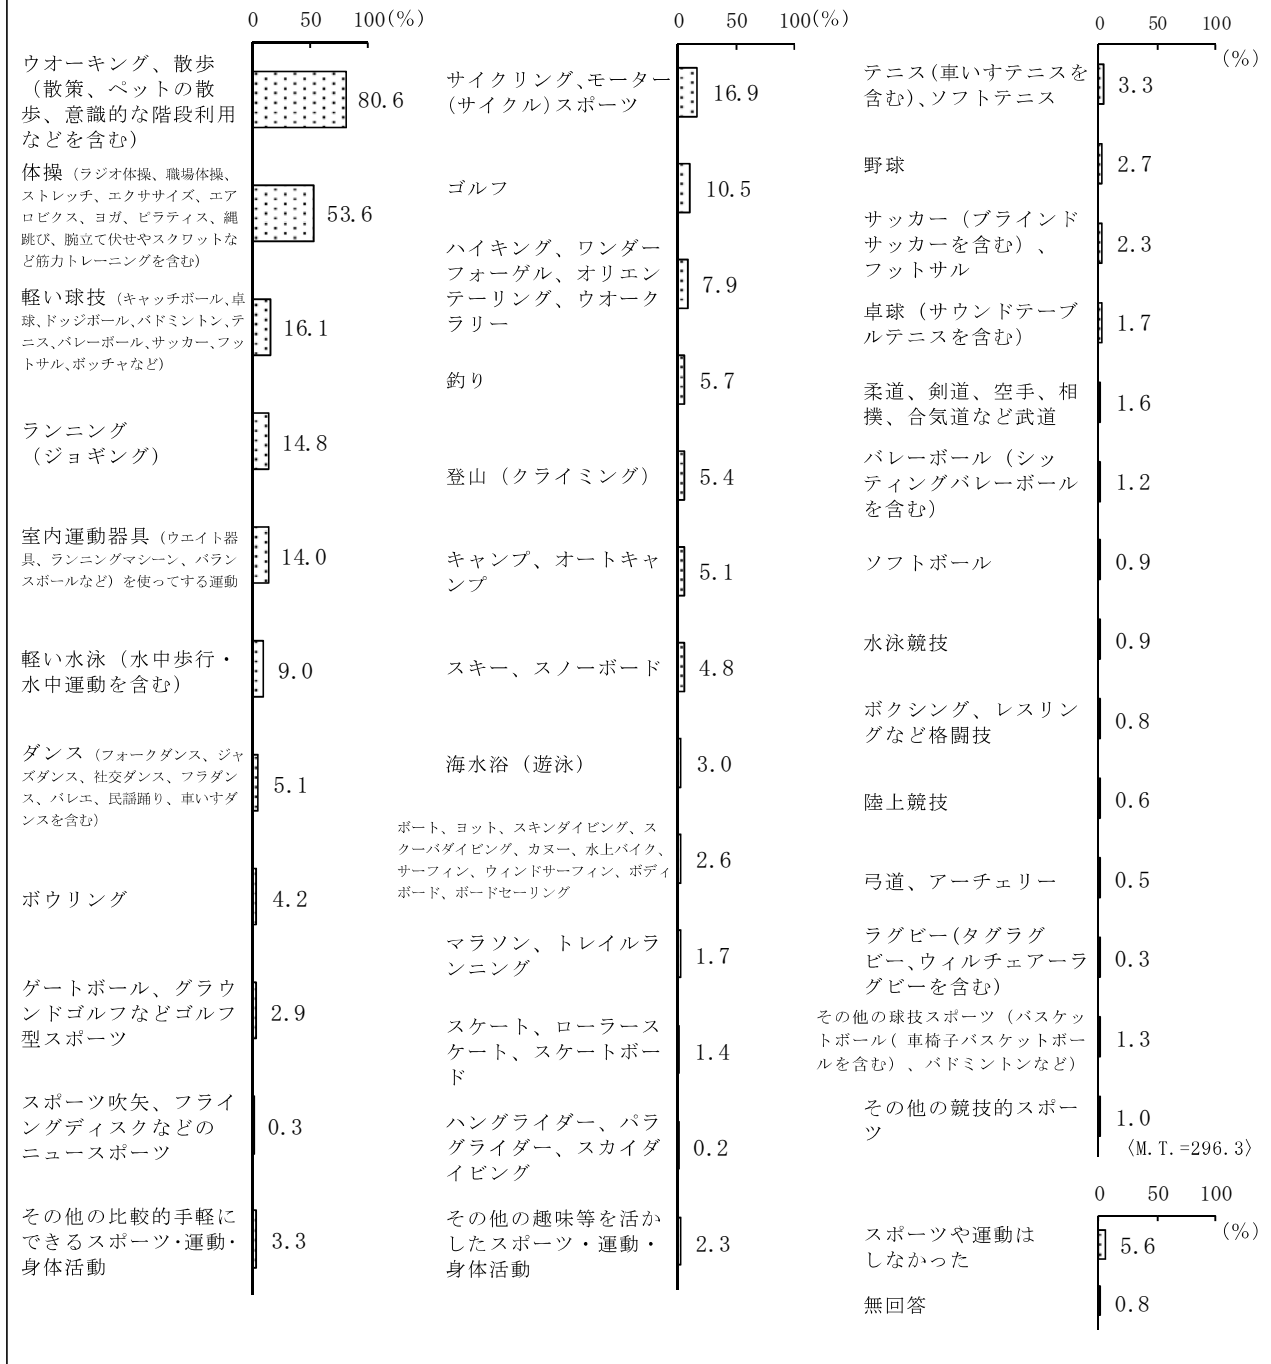 0 50 100(%)
ウオーキング、散歩
（散策、ペットの散
歩、意識的な階段利用
などを含む）
80.6
体操（ラジオ体操、職場体操、
ストレッチ、エクササイズ、エア
ロビクス、ヨガ、ピラティス、縄
跳び、腕立て伏せやスクワットな
ど筋力トレーニングを含む）
53.6
軽い球技（キャッチボール、卓
球、ドッジボール、バドミントン、テ
ニス、バレーボール、サッカー、フッ
トサル、ボッチャなど）
16.1
ランニング
（ジョギング）
14.8
室内運動器具（ウエイト器
具、ランニングマシーン、バラン
スボールなど）を使ってする運動
14.0
軽い水泳（水中歩行・
水中運動を含む）
9.0
ダンス（フォークダンス、ジャ
ズダンス、社交ダンス、フラダン
ス、バレエ、民謡踊り、車いすダ
ンスを含む）
5.1
ボウリング
4.2
ゲートボール、グラウ
ンドゴルフなどゴルフ
型スポーツ
2.9
スポーツ吹矢、フライ
ングディスクなどの
ニュースポーツ
0.3
その他の比較的手軽に
できるスポーツ・運動・
身体活動
3.3
0 50 100(%)
サイクリング、モーター
(サイクル)スポーツ
16.9
ゴルフ
10.5
ハイキング、ワンダー
フォーゲル、オリエン
テーリング、ウオーク
ラリー
7.9
釣り
5.7
登山（クライミング）
5.4
キャンプ、オートキャ
ンプ
5.1
スキー、スノーボード
4.8
海水浴（遊泳）
3.0
ボート、ヨット、スキンダイビング、ス
クーバダイビング、カヌー、水上バイク、
サーフィン、ウィンドサーフィン、ボディ
ボード、ボードセーリング
2.6
マラソン、トレイルラ
ンニング
1.7
スケート、ローラース
ケート、スケートボー
ド
1.4
ハングライダー、パラ
グライダー、スカイダ
イビング
0.2
その他の趣味等を活か
したスポーツ・運動・
身体活動
2.3
0 50 100
(%)
テニス(車いすテニスを
含む)、ソフトテニス
3.3
野球
2.7
サッカー（ブラインド
サッカーを含む）、
フットサル
2.3
卓球（サウンドテーブ
ルテニスを含む）
1.7
柔道、剣道、空手、相
撲、合気道など武道
1.6
バレーボール（シッ
ティングバレーボール
を含む）
1.2
ソフトボール
0.9
水泳競技
0.9
ボクシング、レスリン
グなど格闘技
0.8
陸上競技
0.6
弓道、アーチェリー
0.5
ラグビー(タグラグ
ビー、ウィルチェアーラ
グビーを含む)
0.3
その他の球技スポーツ（バスケッ
トボール( 車椅子バスケットボー
ルを含む）、バドミントンなど）
1.3
その他の競技的スポー
ツ
1.0
〈M.T.=296.3〉
0 50 100
(%)
スポーツや運動は
しなかった
5.6
無回答
0.8